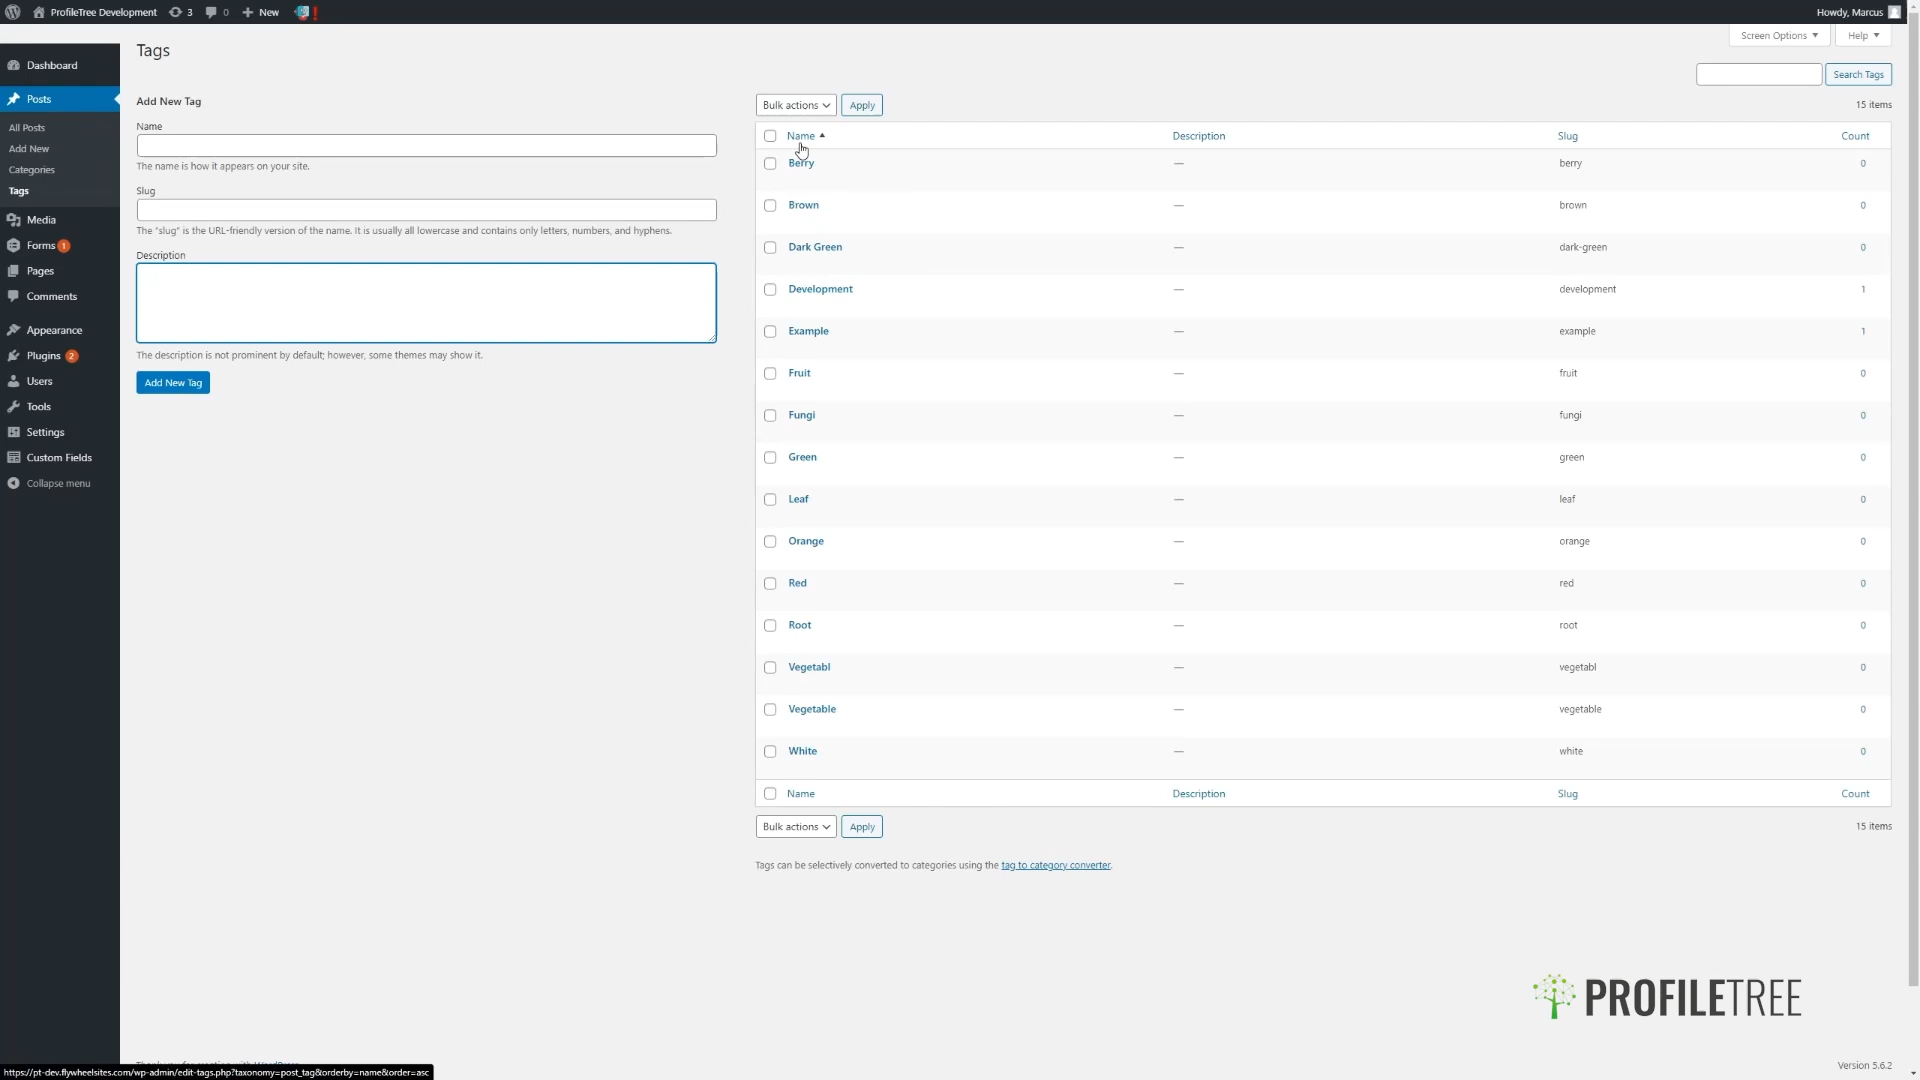 ProfileTree Development 3 0 New Howdy, Marcus
Tags Screen Options Help
Search Tags
Dashboard
Posts
All Posts
Add New
Categories
Tags
Media
Forms 1
Pages
Comments
Appearance
Plugins 2
Users
Tools
Settings
Custom Fields
Collapse menu
Add New Tag
Name
The name is how it appears on your site.
Slug
The “slug” is the URL-friendly version of the name. It is usually all lowercase and contains only letters, numbers, and hyphens.
Description
The description is not prominent by default; however, some themes may show it.
Add New Tag
Bulk actions Apply 15 items
Name Description Slug Count
Berry — berry 0
Brown — brown 0
Dark Green — dark-green 0
Development — development 1
Example — example 1
Fruit — fruit 0
Fungi — fungi 0
Green — green 0
Leaf — leaf 0
Orange — orange 0
Red — red 0
Root — root 0
Vegetabl — vegetabl 0
Vegetable — vegetable 0
White — white 0
Name Description Slug Count
Bulk actions Apply 15 items
Tags can be selectively converted to categories using the tag to category converter.
PROFILETREE
Version 5.6.2
https://pt-dev.flywheelsites.com/wp-admin/edit-tags.php?taxonomy=post_tag&orderby=name&order=asc